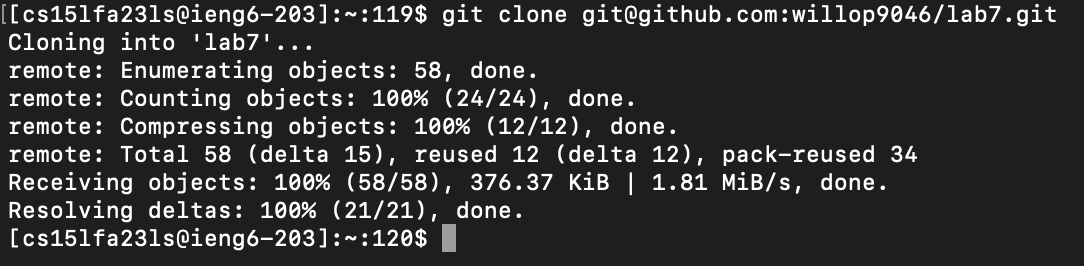 [[cs15lfa23ls@ieng6-203]:~:119$ git clone git@github.com:willop9046/lab7.git
Cloning into 'lab7'...
remote: Enumerating objects: 58, done.
remote: Counting objects: 100% (24/24), done.
remote: Compressing objects: 100% (12/12), done.
remote: Total 58 (delta 15), reused 12 (delta 12), pack-reused 34
Receiving objects: 100% (58/58), 376.37 KiB | 1.81 MiB/s, done.
Resolving deltas: 100% (21/21), done.
[cs15lfa23ls@ieng6-203]:~:120$